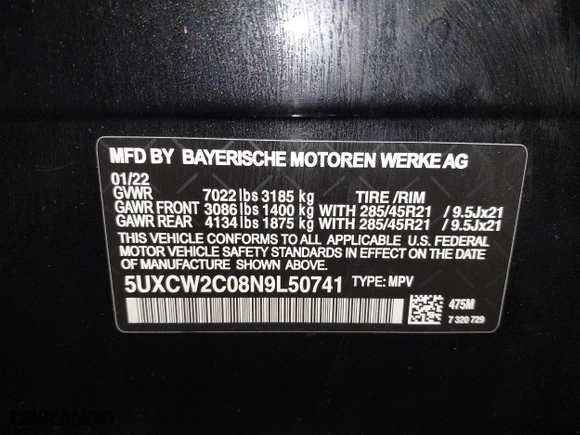 MFD BY BAYERISCHE MOTOREN WERKE AG
01/22
GVWR 7022 lbs 3185 kg TIRE /RIM
GAWR FRONT 3086 lbs 1400 kg WITH 285/45R21 / 9.5Jx21
GAWR REAR 4134 lbs 1875 kg WITH 285/45R21 / 9.5Jx21
THIS VEHICLE CONFORMS TO ALL APPLICABLE U.S. FEDERAL
MOTOR VEHICLE SAFETY STANDARDS IN EFFECT ON THE DATE
OF MANUFACTURE SHOWN ABOVE.
5UXCW2C08N9L50741 TYPE: MPV
475M
7 320 729